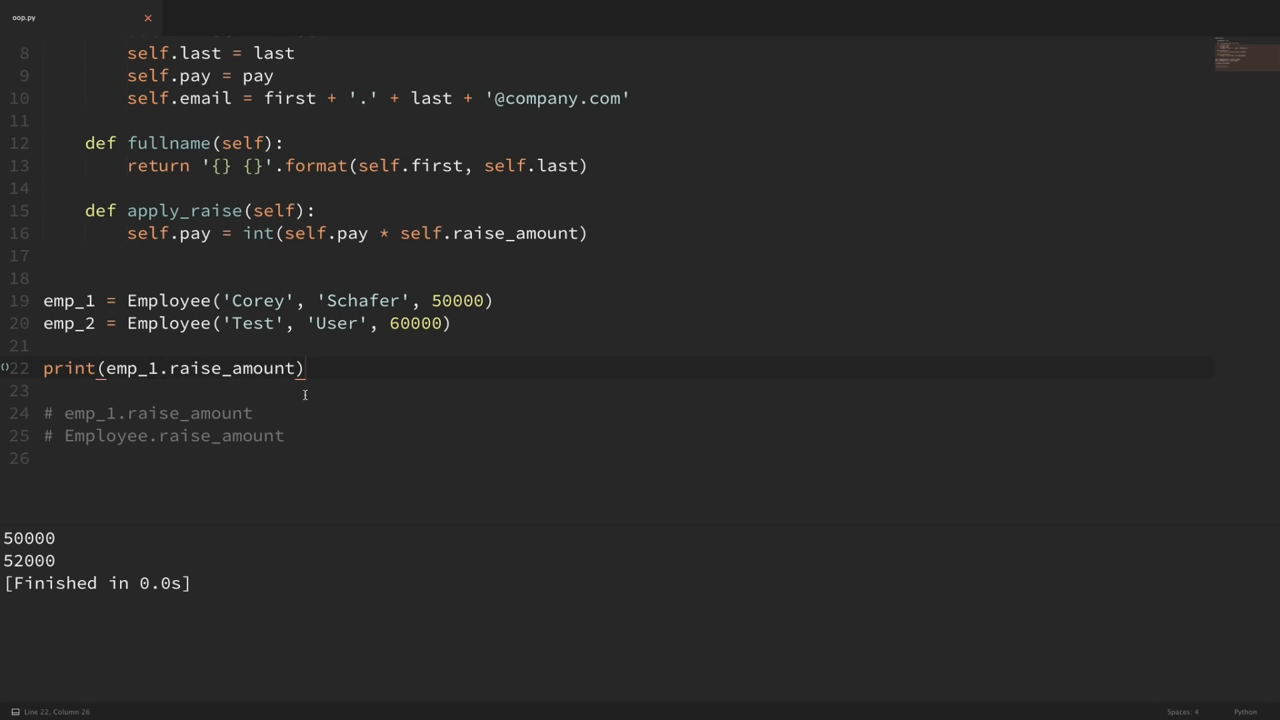 oop.py
8 self.last = last
9 self.pay = pay
10 self.email = first + '.' + last + '@company.com'
11
12 def fullname(self):
13 return '{} {}'.format(self.first, self.last)
14
15 def apply_raise(self):
16 self.pay = int(self.pay * self.raise_amount)
17
18
19 emp_1 = Employee('Corey', 'Schafer', 50000)
20 emp_2 = Employee('Test', 'User', 60000)
21
22 print(emp_1.raise_amount)
23
24 # emp_1.raise_amount
25 # Employee.raise_amount
26
50000
52000
[Finished in 0.0s]
Line 22, Column 26 Spaces: 4 Python